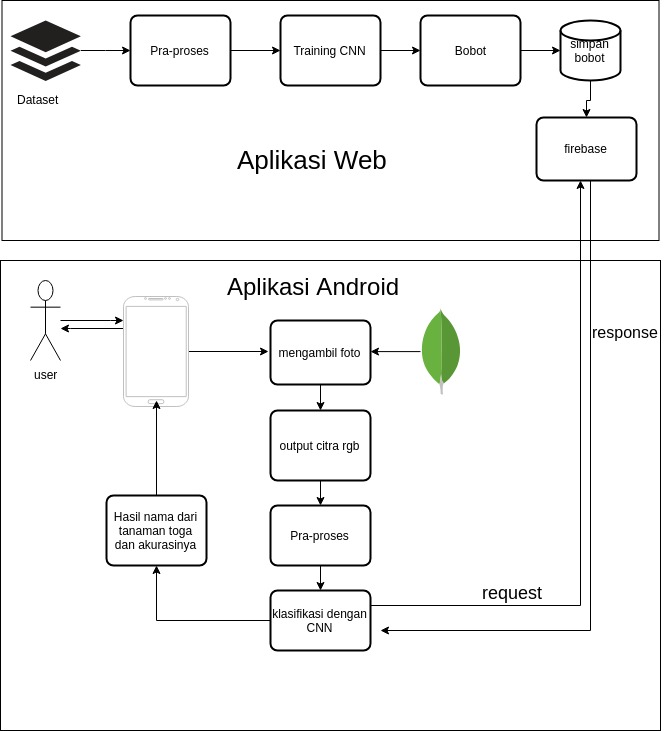 Dataset
Pra-proses
Training CNN
Bobot
simpan
bobot
firebase
Aplikasi Web
Aplikasi Android
user
mengambil foto
response
output citra rgb
Hasil nama dari
tanaman toga
dan akurasinya
Pra-proses
request
klasifikasi dengan
CNN